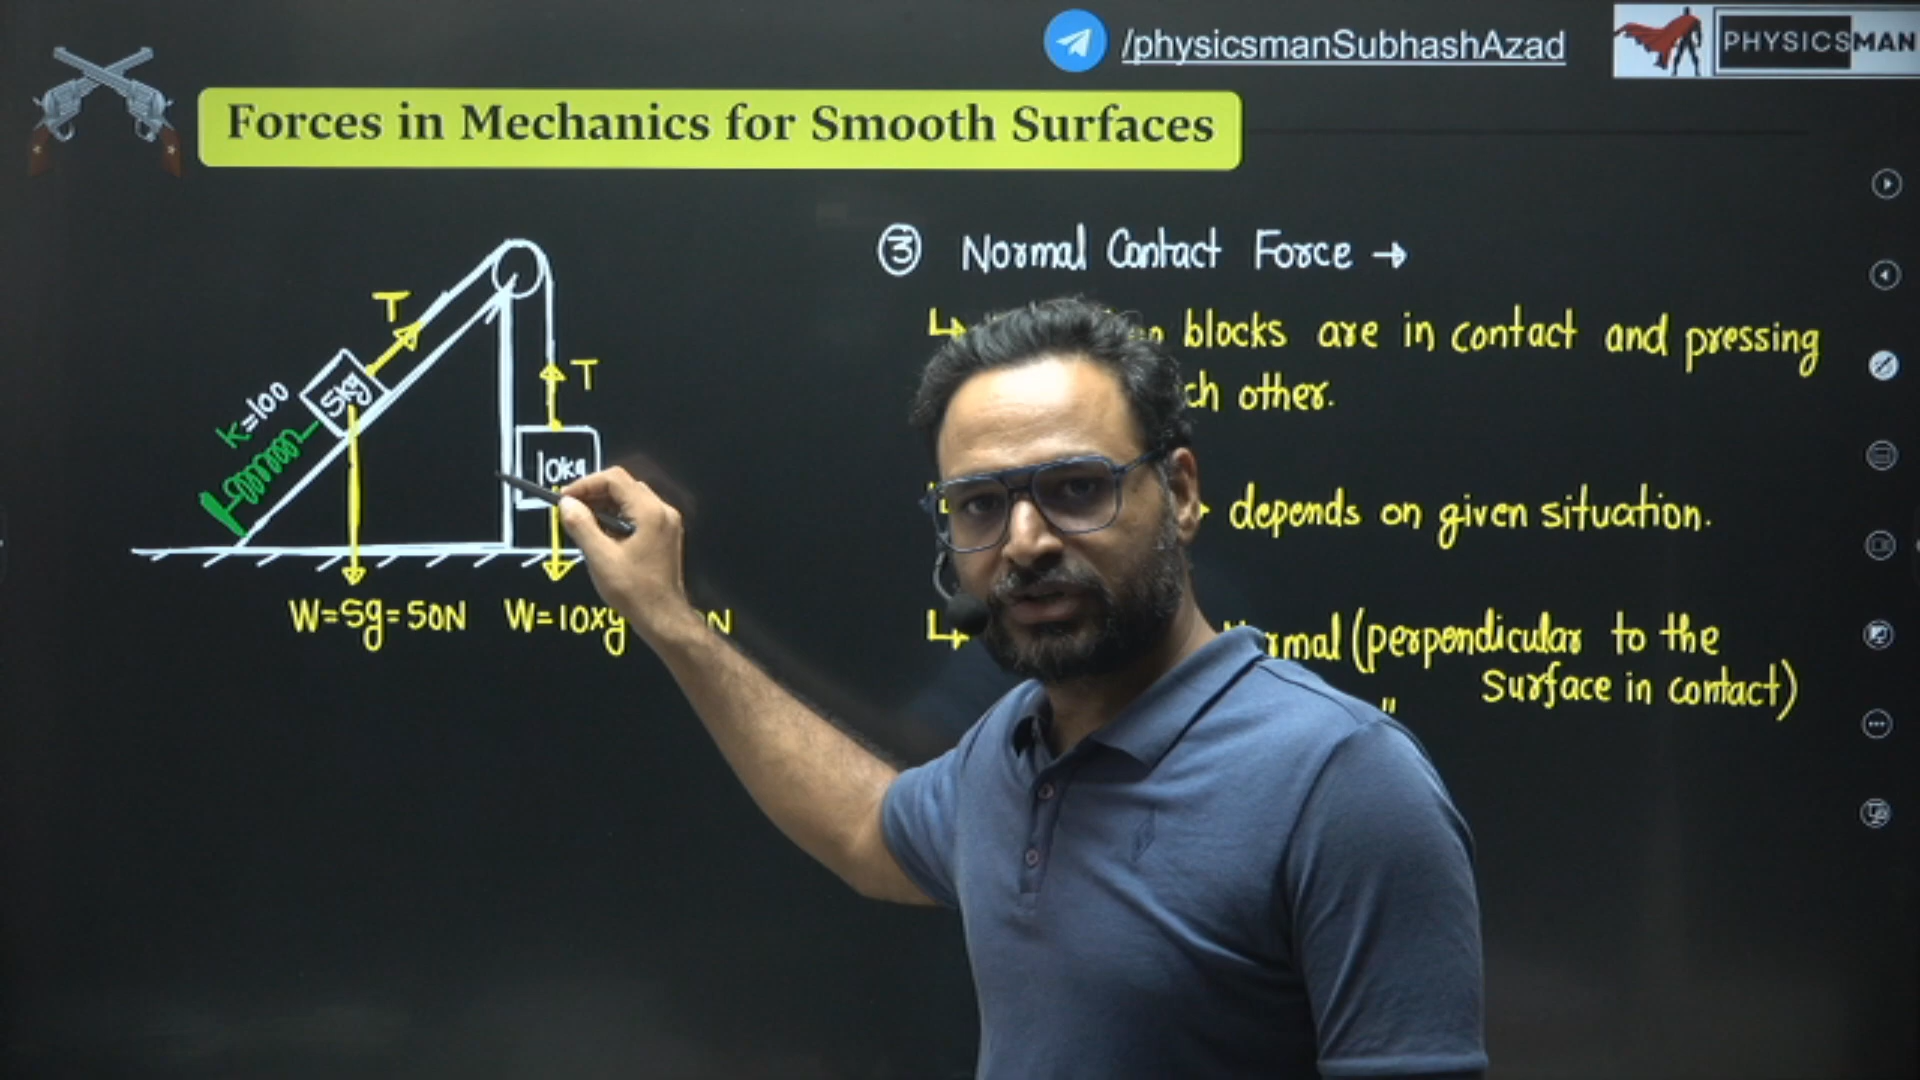 /physicsmanSubhashAzad
PHYSICSMAN
Forces in Mechanics for Smooth Surfaces
③ Normal Contact Force →
blocks are in contact and pressing
other.
depends on given situation.
(perpendicular to the
surface in contact)
"
T
T
5kg
K=100
10kg
W=5g=50N W=10xg